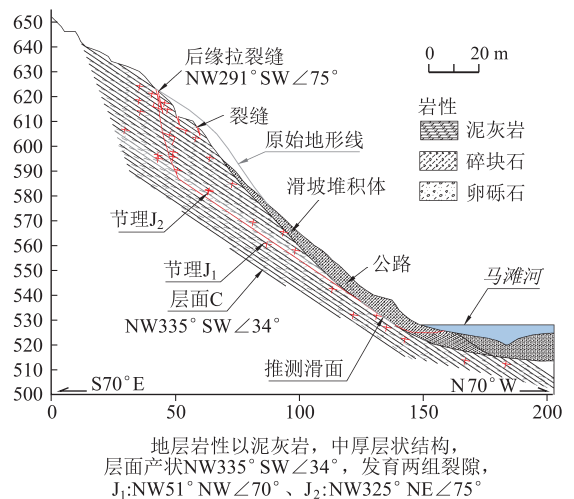 650
640
630
620
610
600
590
580
570
560
550
540
530
520
510
500
后缘拉裂缝
NW291°SW∠75°
裂缝
原始地形线
滑坡堆积体
公路
马滩河
节理J₂
节理J₁
层面C
NW335°SW∠34°
推测滑面
0 20 m
岩性
泥灰岩
碎块石
卵砾石
S70°E
N70°W
0 50 100 150 200
地层岩性以泥灰岩，中厚层状结构，
层面产状NW335°SW∠34°，发育两组裂隙，
J₁:NW51°NW∠70°、J₂:NW325°NE∠75°